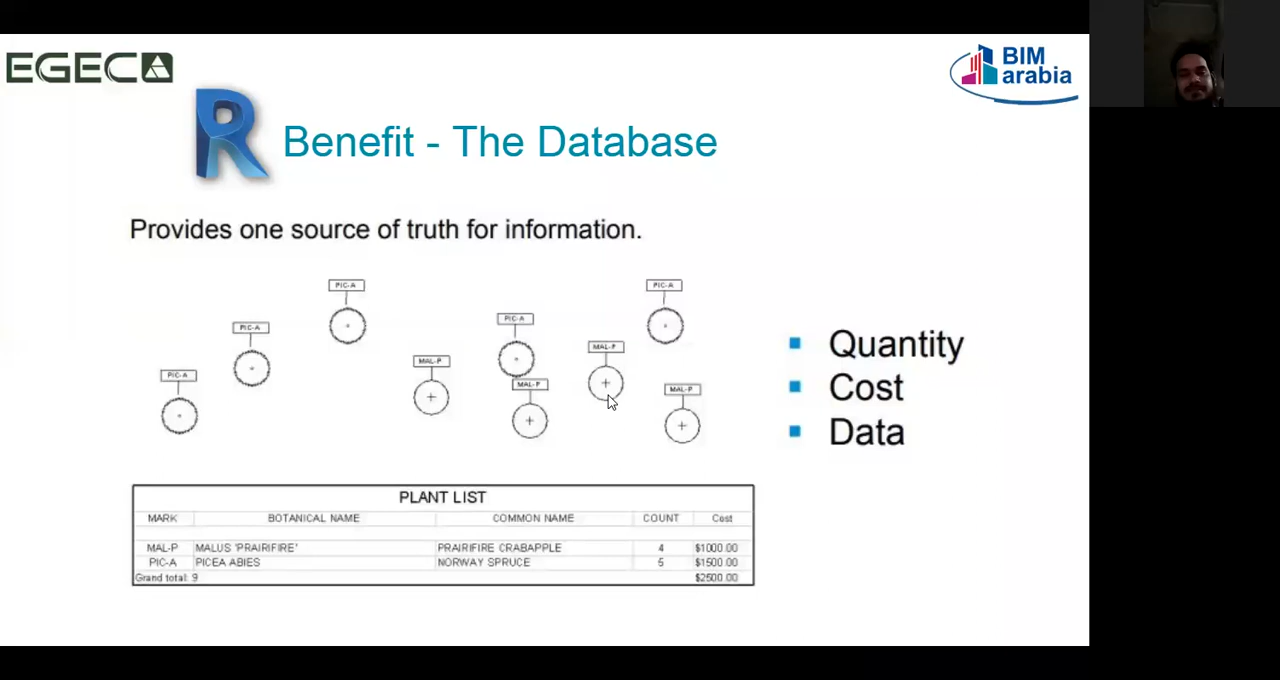 EGEC
BIM
arabia
R
Benefit - The Database
Provides one source of truth for information.
PIC-A
PIC-A
PIC-A
PIC-A
PIC-A
MAL-P
MAL-P
MAL-P
MAL-P
Quantity
Cost
Data
PLANT LIST
MARK BOTANICAL NAME COMMON NAME COUNT Cost
MAL-P MALUS 'PRAIRIFIRE' PRAIRIFIRE CRABAPPLE 4 $1000.00
PIC-A PICEA ABIES NORWAY SPRUCE 5 $1500.00
Grand total: 9 $2500.00